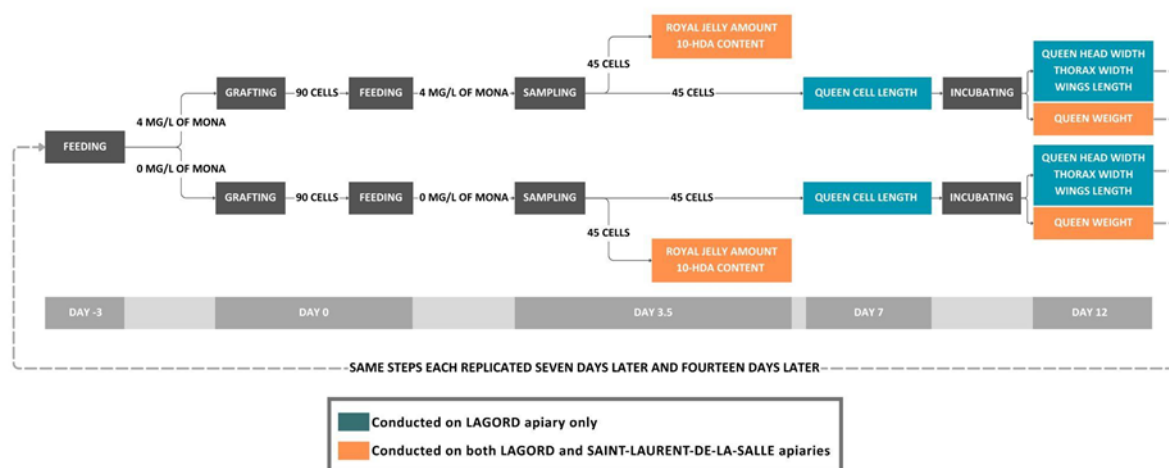 ROYAL JELLY AMOUNT
10-HDA CONTENT
45 CELLS
QUEEN HEAD WIDTH
THORAX WIDTH
WINGS LENGTH
GRAFTING
90 CELLS
FEEDING
4 MG/L OF MONA
SAMPLING
45 CELLS
QUEEN CELL LENGTH
INCUBATING
4 MG/L OF MONA
QUEEN WEIGHT
FEEDING
0 MG/L OF MONA
QUEEN HEAD WIDTH
THORAX WIDTH
WINGS LENGTH
GRAFTING
90 CELLS
FEEDING
0 MG/L OF MONA
SAMPLING
45 CELLS
QUEEN CELL LENGTH
INCUBATING
QUEEN WEIGHT
45 CELLS
ROYAL JELLY AMOUNT
10-HDA CONTENT
DAY -3
DAY 0
DAY 3.5
DAY 7
DAY 12
SAME STEPS EACH REPLICATED SEVEN DAYS LATER AND FOURTEEN DAYS LATER
Conducted on LAGORD apiary only
Conducted on both LAGORD and SAINT-LAURENT-DE-LA-SALLE apiaries